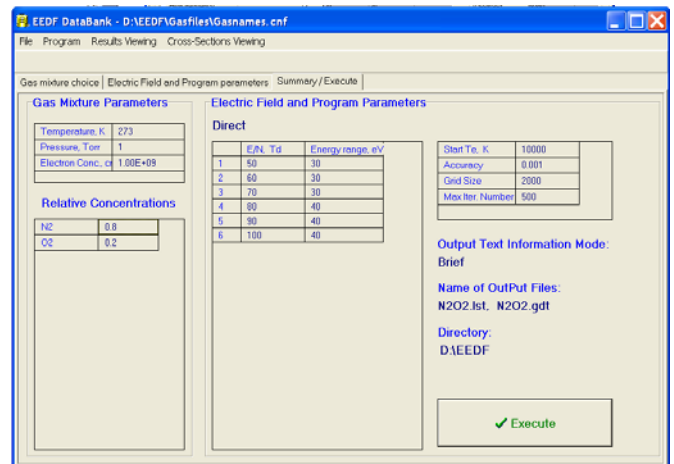 EEDF DataBank - D:\EEDF\Gasfiles\Gasnames.cnf
File Program Results Viewing Cross-Sections Viewing
Gas mixture choice Electric Field and Program parameters Summary / Execute
Gas Mixture Parameters
Temperature, K 273
Pressure, Torr 1
Electron Conc., cr 1.00E+09
Relative Concentrations
N2 0.8
O2 0.2
Electric Field and Program Parameters
Direct
E/N, Td Energy range, eV
1 50 30
2 60 30
3 70 30
4 80 40
5 90 40
6 100 40
Start Te, K 10000
Accuracy 0.001
Grid Size 2000
Max Iter. Number 500
Output Text Information Mode:
Brief
Name of OutPut Files:
N2O2.lst, N2O2.gdt
Directory:
D:\EEDF
Execute